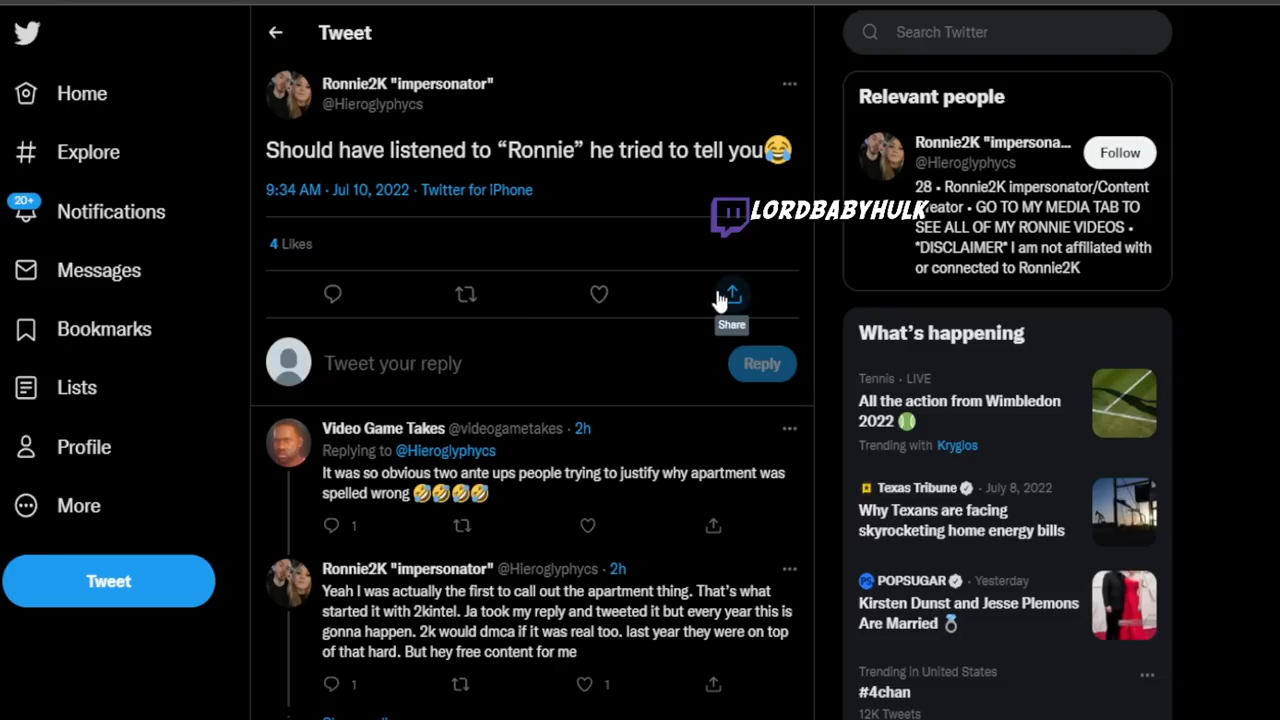 Home
Explore
20+
Notifications
Messages
Bookmarks
Lists
Profile
More
Tweet
Tweet
Ronnie2K "impersonator"
@Hieroglyphycs
Should have listened to “Ronnie” he tried to tell you😂
9:34 AM · Jul 10, 2022 · Twitter for iPhone
LORDBABYHULK
4 Likes
Share
Tweet your reply
Reply
Video Game Takes @videogametakes · 2h
Replying to @Hieroglyphycs
It was so obvious two ante ups people trying to justify why apartment was
spelled wrong 🤣🤣🤣🤣
1
Ronnie2K "impersonator" @Hieroglyphycs · 2h
Yeah I was actually the first to call out the apartment thing. That's what
started it with 2kintel. Ja took my reply and tweeted it but every year this is
gonna happen. 2k would dmca if it was real too. last year they were on top
of that hard. But hey free content for me
1
1
Search Twitter
Relevant people
Ronnie2K "impersona...
@Hieroglyphycs
Follow
28 • Ronnie2K impersonator/Content
reator • GO TO MY MEDIA TAB TO
SEE ALL OF MY RONNIE VIDEOS •
*DISCLAIMER* I am not affiliated with
or connected to Ronnie2K
What's happening
Tennis · LIVE
All the action from Wimbledon
2022
Trending with Kyrgios
Texas Tribune · July 8, 2022
Why Texans are facing
skyrocketing home energy bills
POPSUGAR · Yesterday
Kirsten Dunst and Jesse Plemons
Are Married 💍
Trending in United States
#4chan
12K Tweets